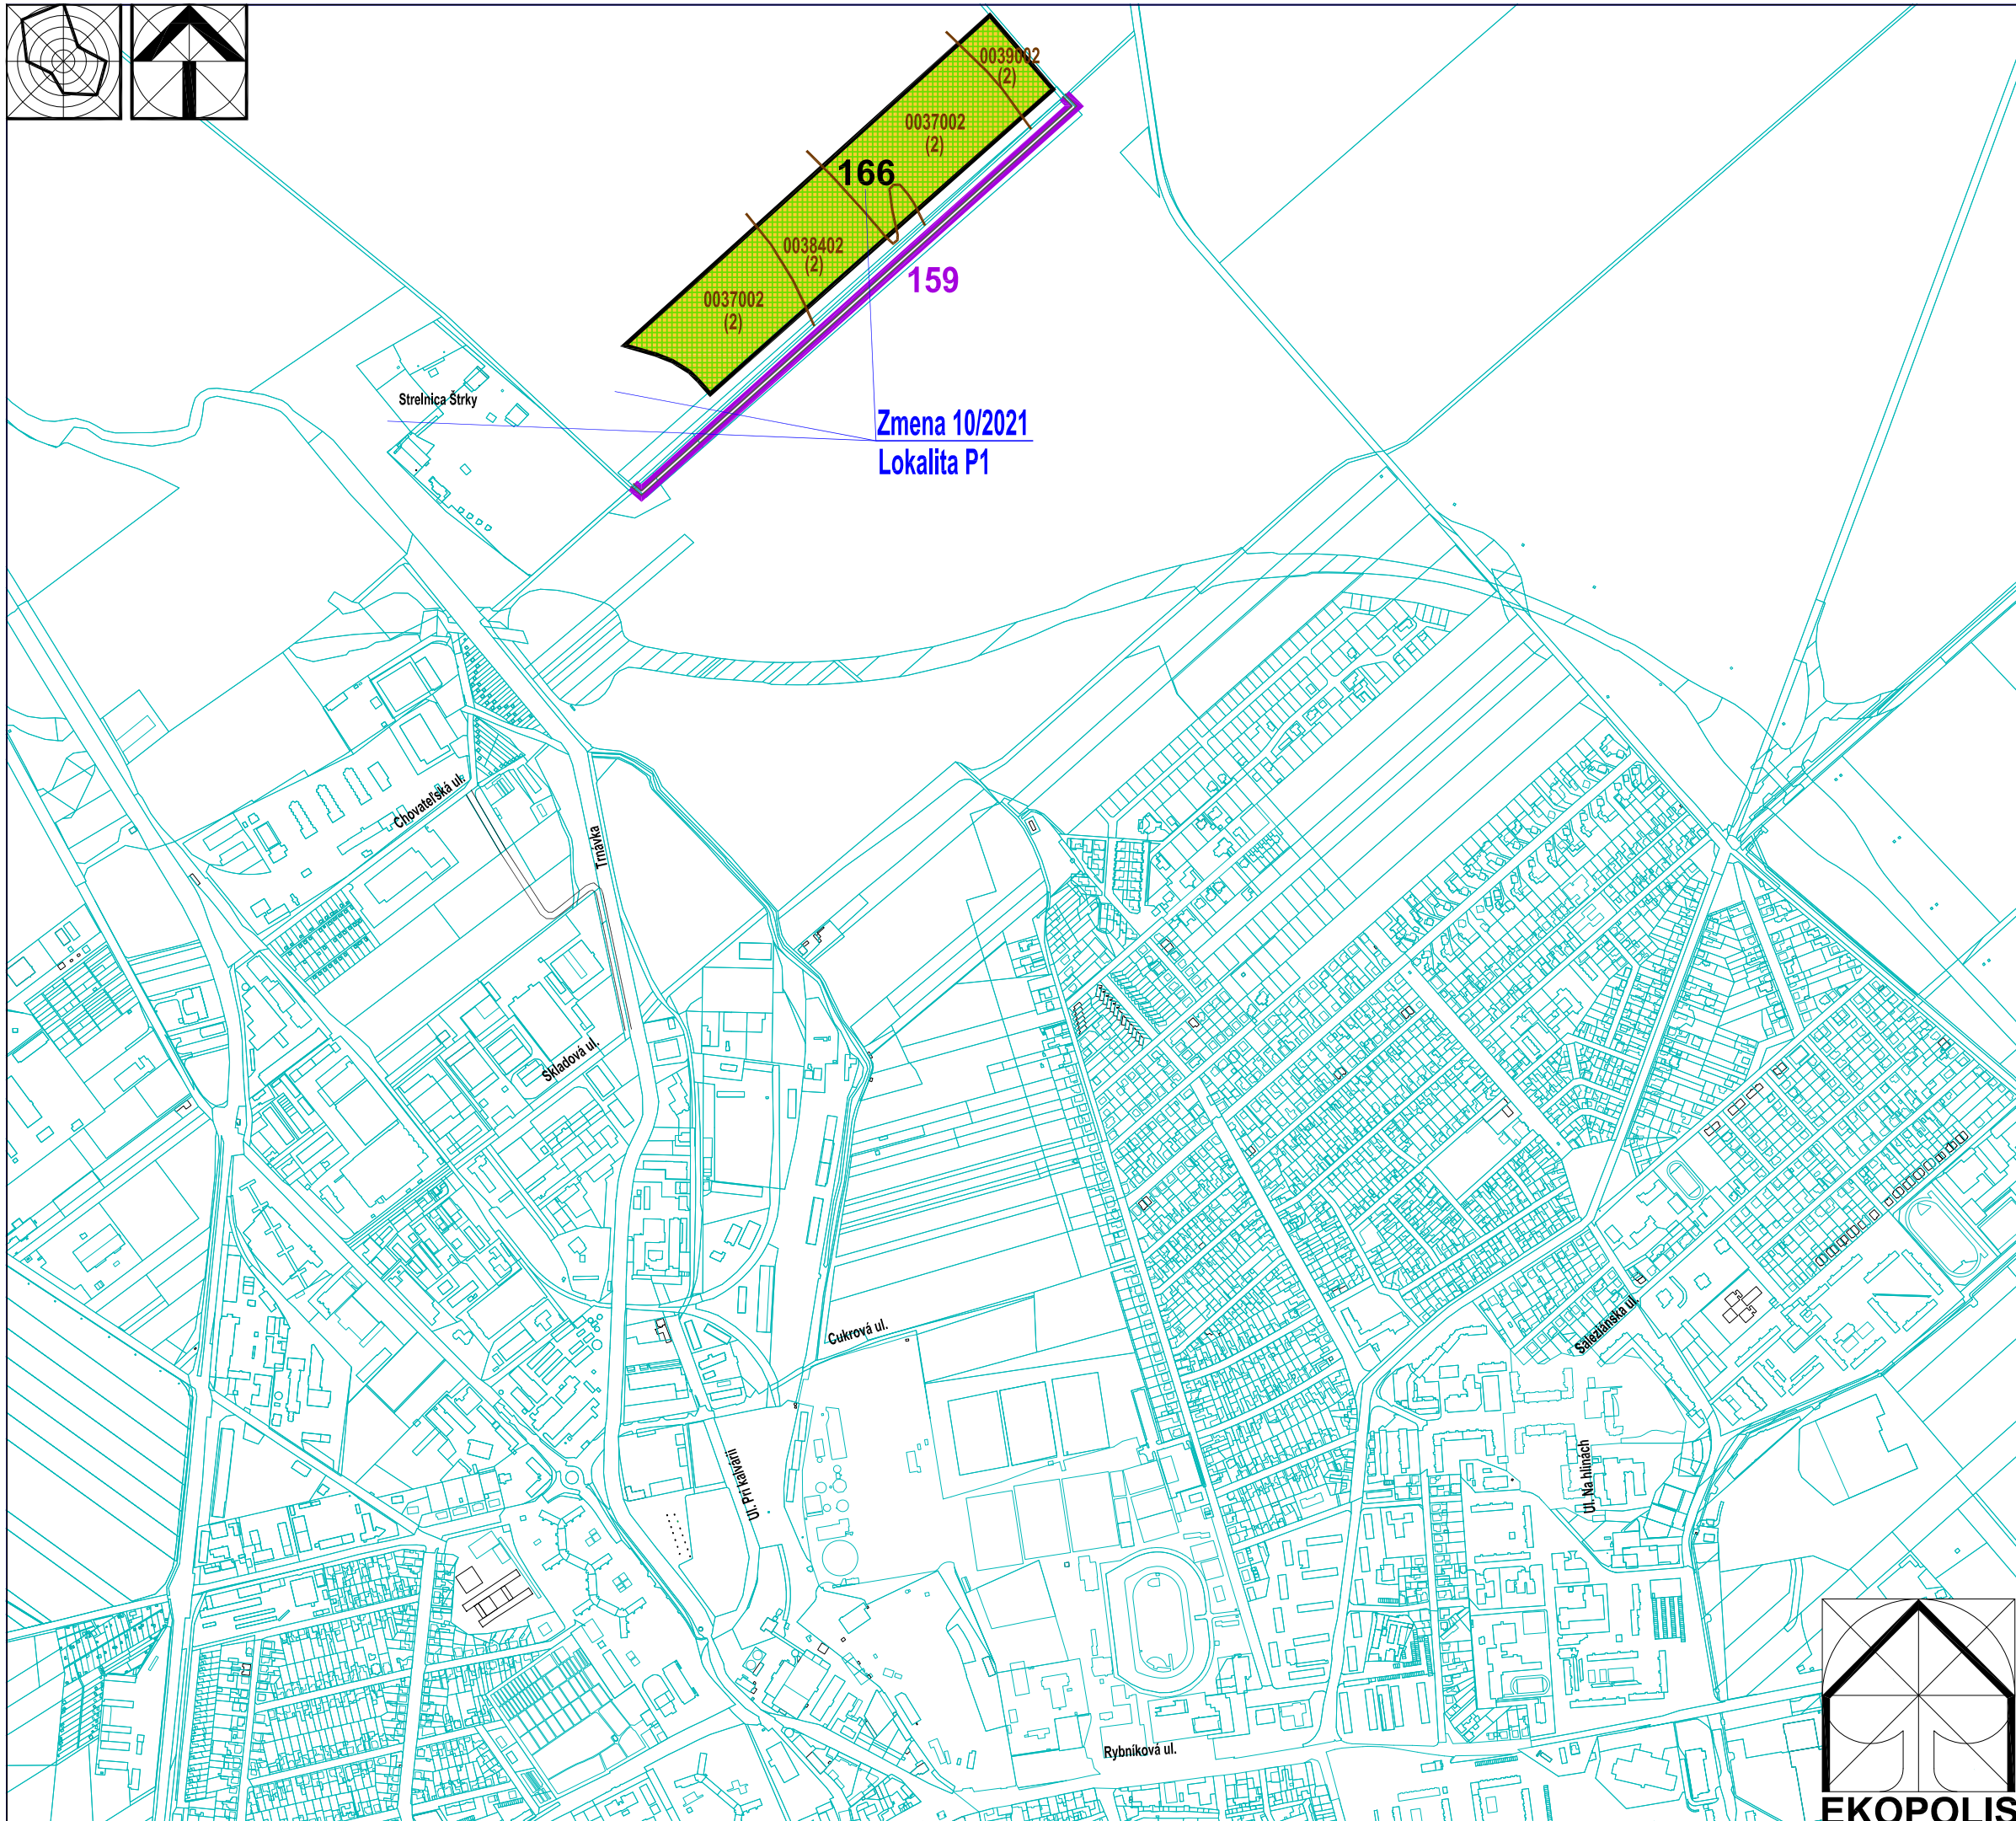 0039002
(2)
0037002
(2)
166
0038402
(2)
159
0037002
(2)
Strelnica Štrky
Zmena 10/2021
Lokalita P1
Chovateľská ul.
Trnávka
Skladová ul.
Cukrová ul.
Saleziánska ul.
Ul. Na hlinách
Ul. Pri kalvárii
Rybníková ul.
EKOPOLIS